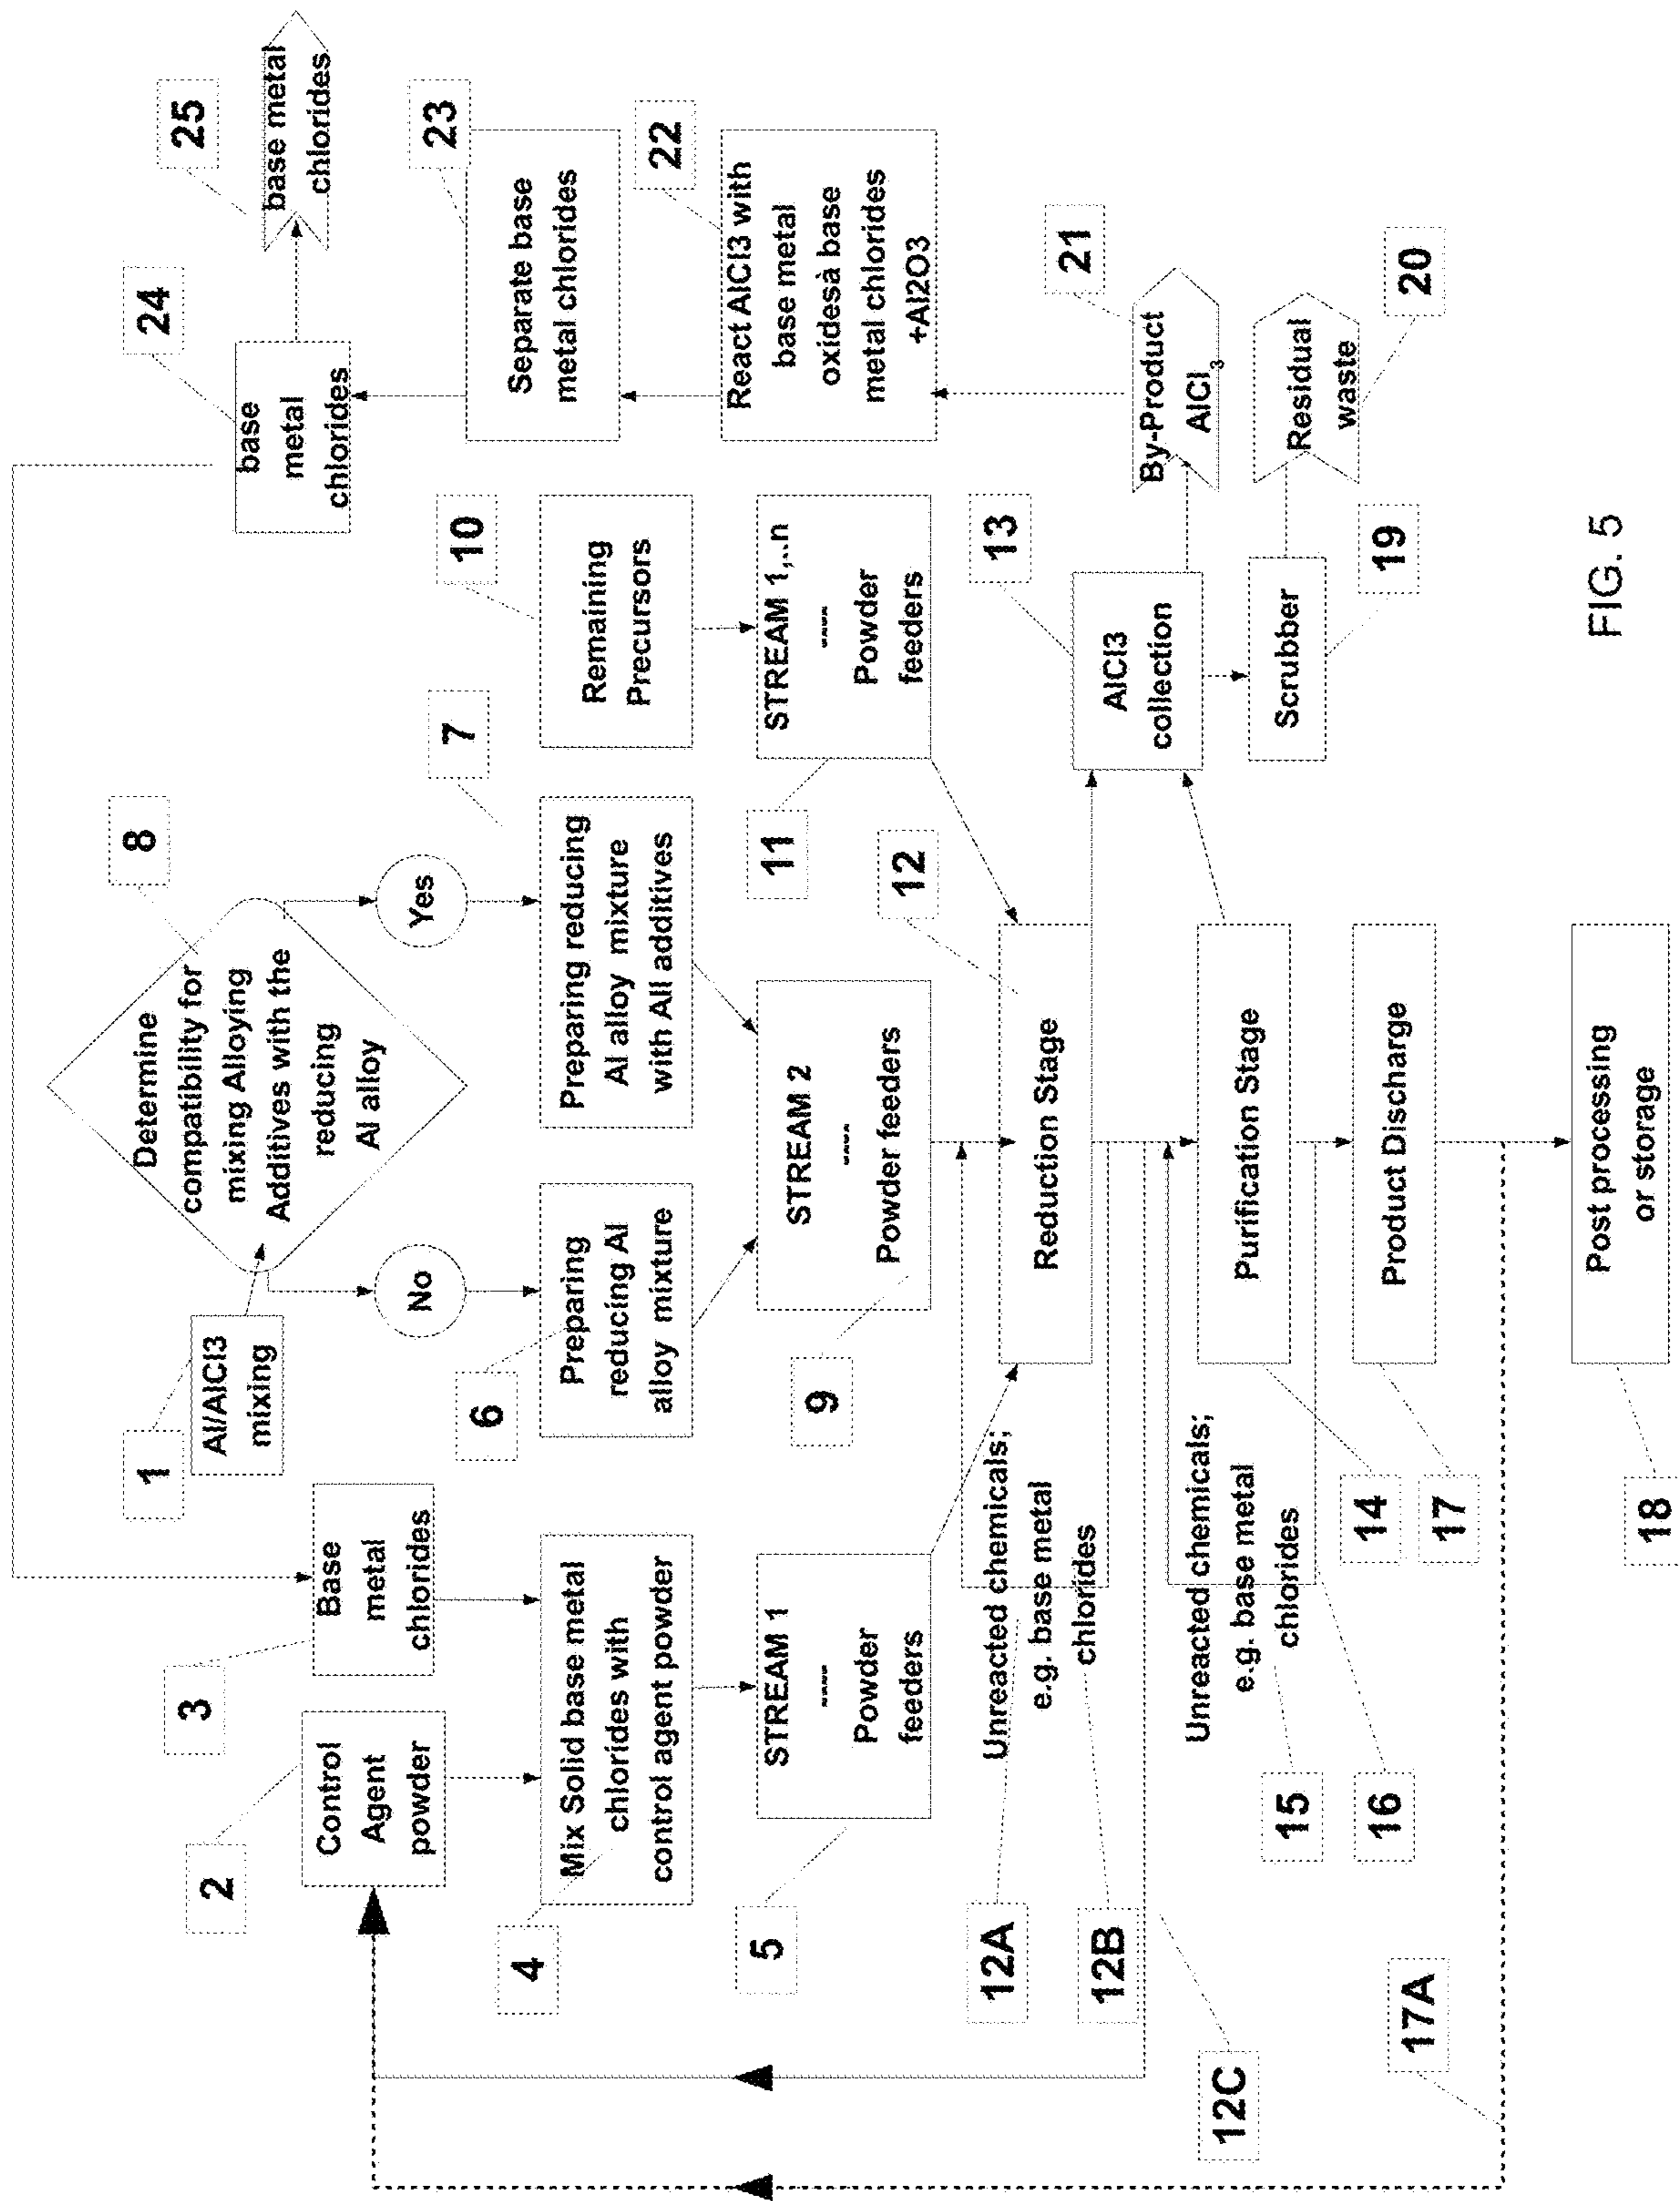 8
Determine
compatibility for
mixing Alloying
Additives with the
reducing
Al alloy
1
Al/AlCl3
mixing
No
Yes
24
base
metal
chlorides
25
base metal
chlorides
2
Control
Agent
powder
3
Base
metal
chlorides
4
Mix Solid base metal
chlorides with
control agent powder
6
Preparing
reducing Al
alloy mixture
7
Preparing reducing
Al alloy mixture
with All additives
10
Remaining
Precursors
23
Separate base
metal chlorides
5
STREAM 1
----
Powder
feeders
9
STREAM 2
----
Powder feeders
11
STREAM 1,..n
----
Powder
feeders
22
React AlCl3 with
base metal
oxidesà base
metal chlorides
+Al2O3
12A
Unreacted chemicals;
e.g. base metal
chlorides
12B
12
Reduction Stage
13
AlCl3
collection
21
By-Product
AlCl3
12C
Unreacted chemicals;
e.g. base metal
chlorides
15
16
14
Purification Stage
Scrubber
19
Residual
waste
20
17
Product Discharge
17A
18
Post processing
or storage
FIG. 5